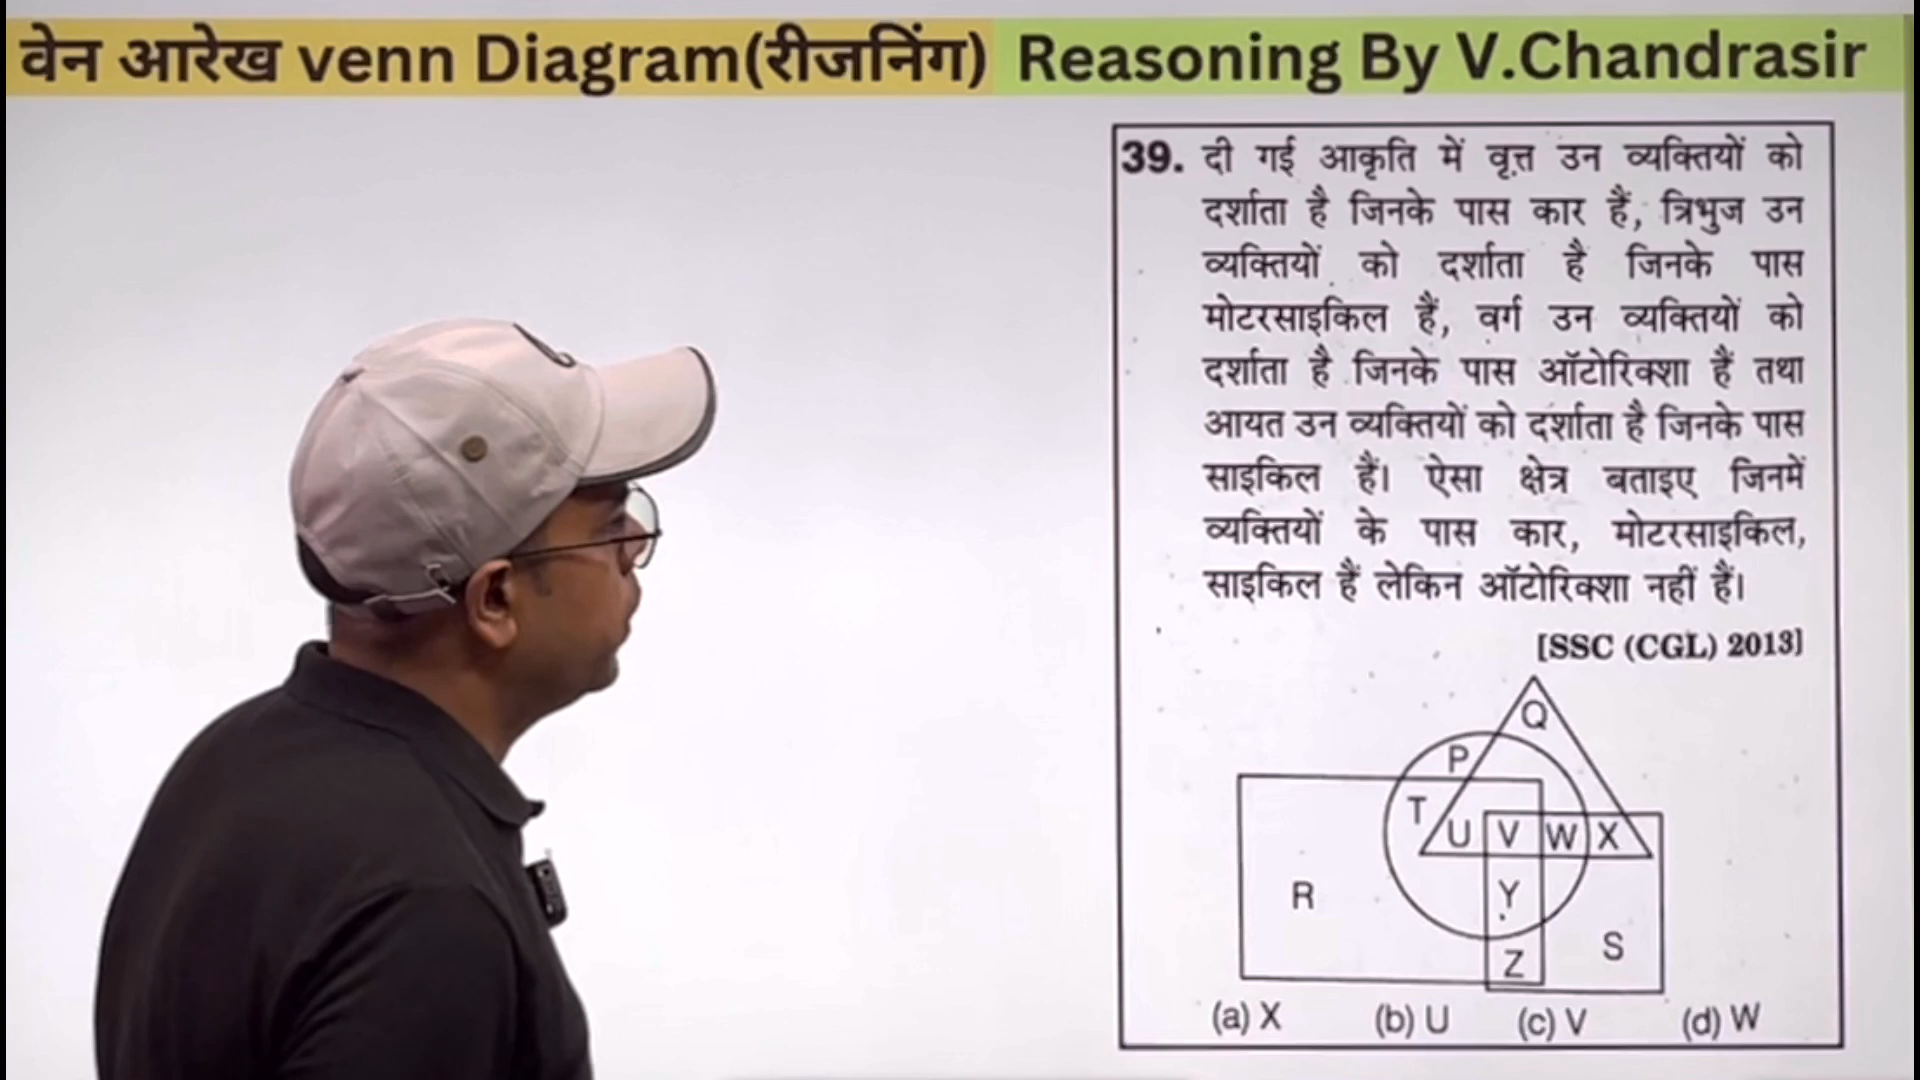 वेन आरेख venn Diagram(रीजनिंग) Reasoning By V.Chandrasir
39. दी गई आकृति में वृत्त उन व्यक्तियों को
दर्शाता है जिनके पास कार हैं, त्रिभुज उन
व्यक्तियों को दर्शाता है जिनके पास
मोटरसाइकिल हैं, वर्ग उन व्यक्तियों को
दर्शाता है जिनके पास ऑटोरिक्शा हैं तथा
आयत उन व्यक्तियों को दर्शाता है जिनके पास
साइकिल हैं। ऐसा क्षेत्र बताइए जिनमें
व्यक्तियों के पास कार, मोटरसाइकिल,
साइकिल हैं लेकिन ऑटोरिक्शा नहीं हैं।
[SSC (CGL) 2013]
Q
P
T
U V W X
R
Y
S
Z
(a) X (b) U (c) V (d) W